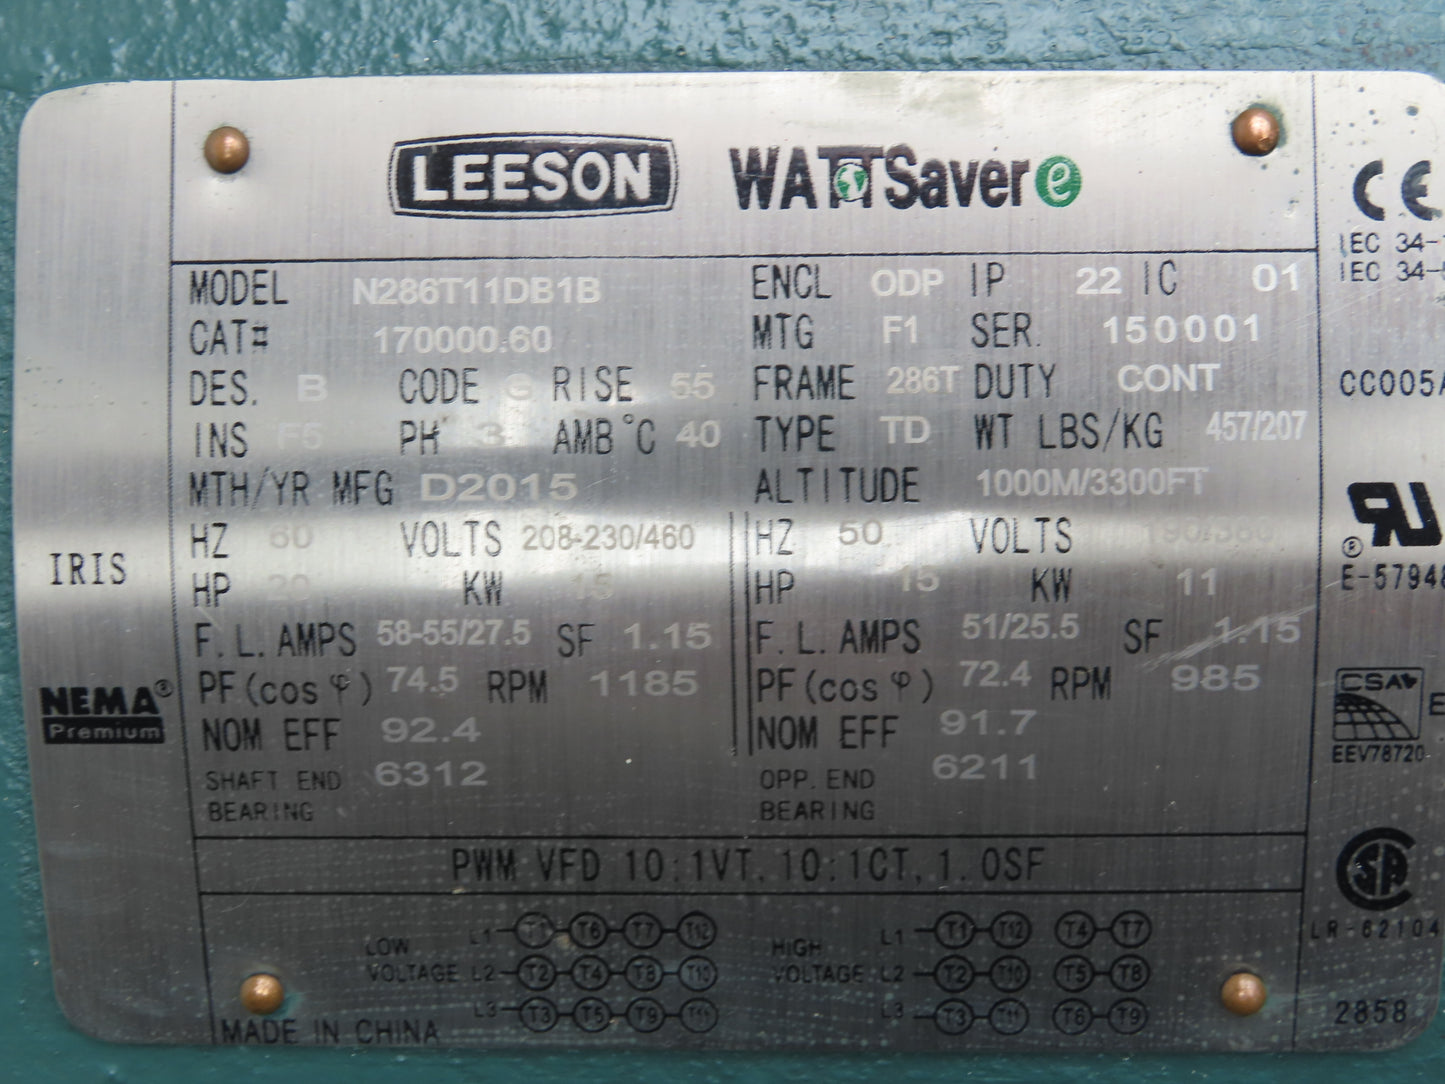 LEESON WATTSaver e
MODEL N286T11DB1B ENCL ODP IP 22 IC 01
CAT# 170000.60 MTG F1 SER. 150001
DES. B CODE G RISE 55 FRAME 286T DUTY CONT
INS F5 PH 3 AMB°C 40 TYPE TD WT LBS/KG 457/207
MTH/YR MFG D2015 ALTITUDE 1000M/3300FT
HZ 60 VOLTS 208-230/460 HZ 50 VOLTS 190/380
HP 20 KW 15 HP 15 KW 11
F.L.AMPS 58-55/27.5 SF 1.15 F.L.AMPS 51/25.5 SF 1.15
PF(cos φ) 74.5 RPM 1185 PF(cos φ) 72.4 RPM 985
NOM EFF 92.4 NOM EFF 91.7
SHAFT END 6312 OPP. END 6211
BEARING BEARING
PWM VFD 10:1VT, 10:1CT, 1.0SF
LOW L1 T1 T6 T7 T12 HIGH L1 T1 T12 T4 T7
VOLTAGE L2 T2 T4 T8 T10 VOLTAGE L2 T2 T10 T5 T8
L3 T3 T5 T9 T11 L3 T3 T11 T6 T9
MADE IN CHINA
IRIS
NEMA®
Premium
CE
IEC 34-
IEC 34-
CC005A
RU
®
E-57948
CSA E
EEV78720-
SA
LR-62104
2858